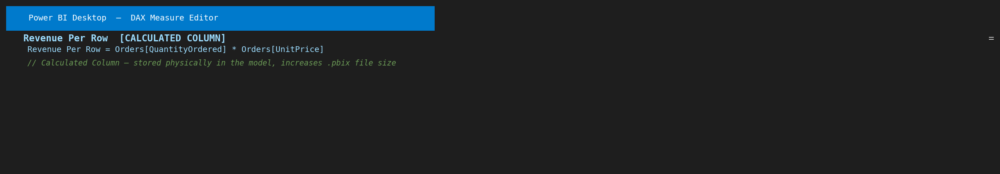 Power BI Desktop — DAX Measure Editor
Revenue Per Row [CALCULATED COLUMN] =
Revenue Per Row = Orders[QuantityOrdered] * Orders[UnitPrice]
// Calculated Column — stored physically in the model, increases .pbix file size